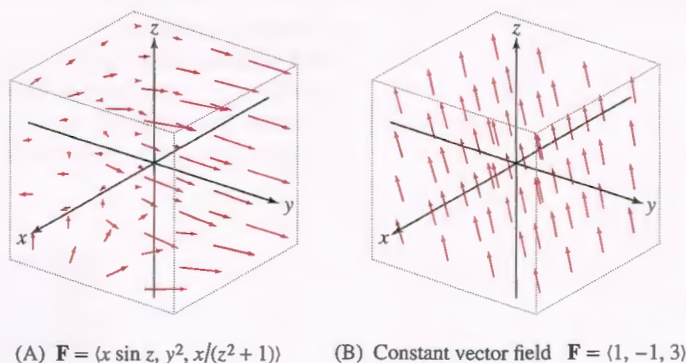 z
y
x
z
y
x
(A) F = ⟨x sin z, y², x/(z² + 1)⟩
(B) Constant vector field F = ⟨1, −1, 3⟩